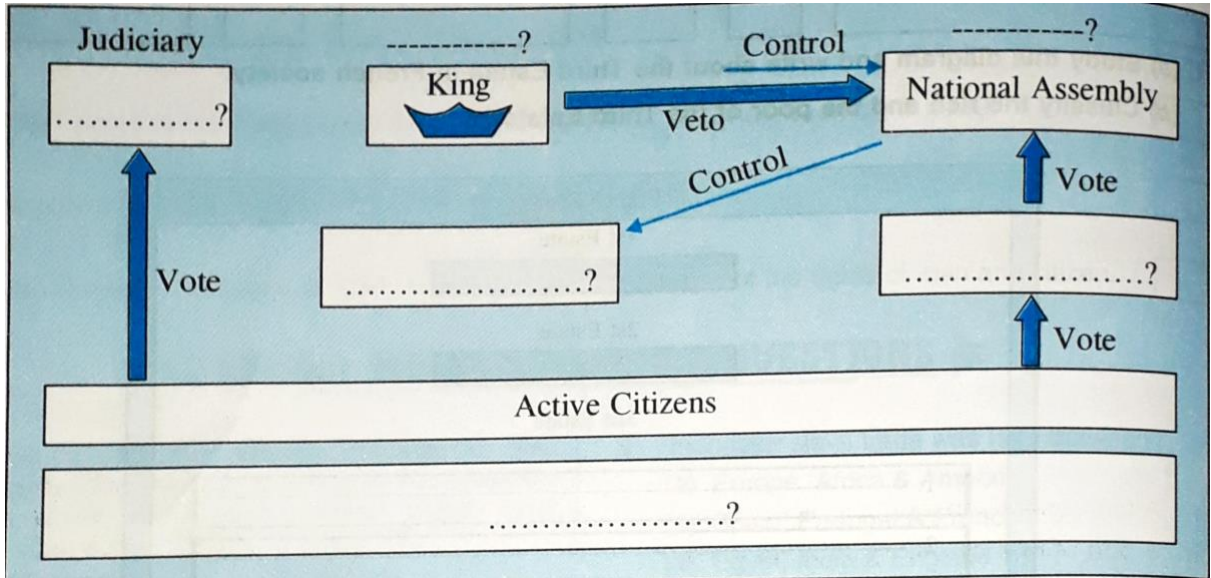 Judiciary
------------?
Control
------------?
..............?
King
National Assembly
Veto
Control
Vote
Vote
.....................?
.....................?
Vote
Active Citizens
.....................?